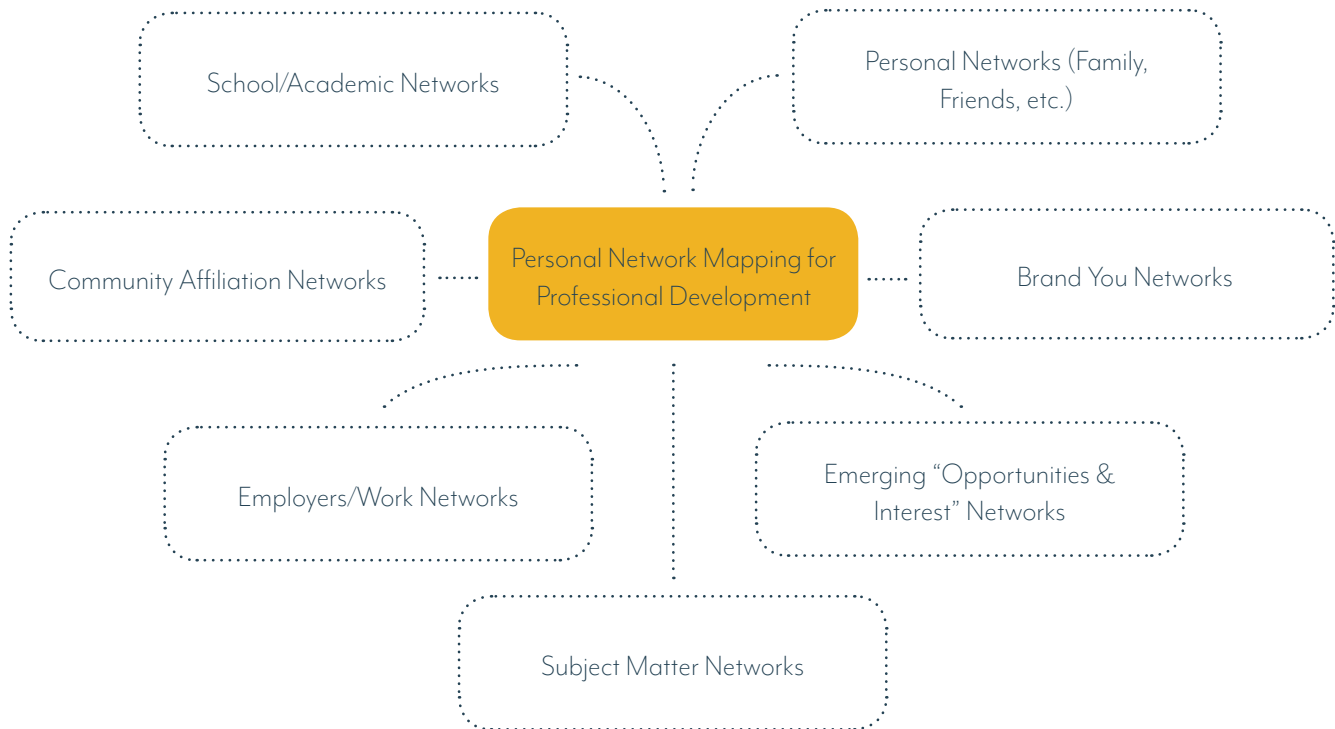 School/Academic Networks
Personal Networks (Family,
Friends, etc.)
Community Affiliation Networks
Personal Network Mapping for
Professional Development
Brand You Networks
Employers/Work Networks
Emerging “Opportunities &
Interest” Networks
Subject Matter Networks